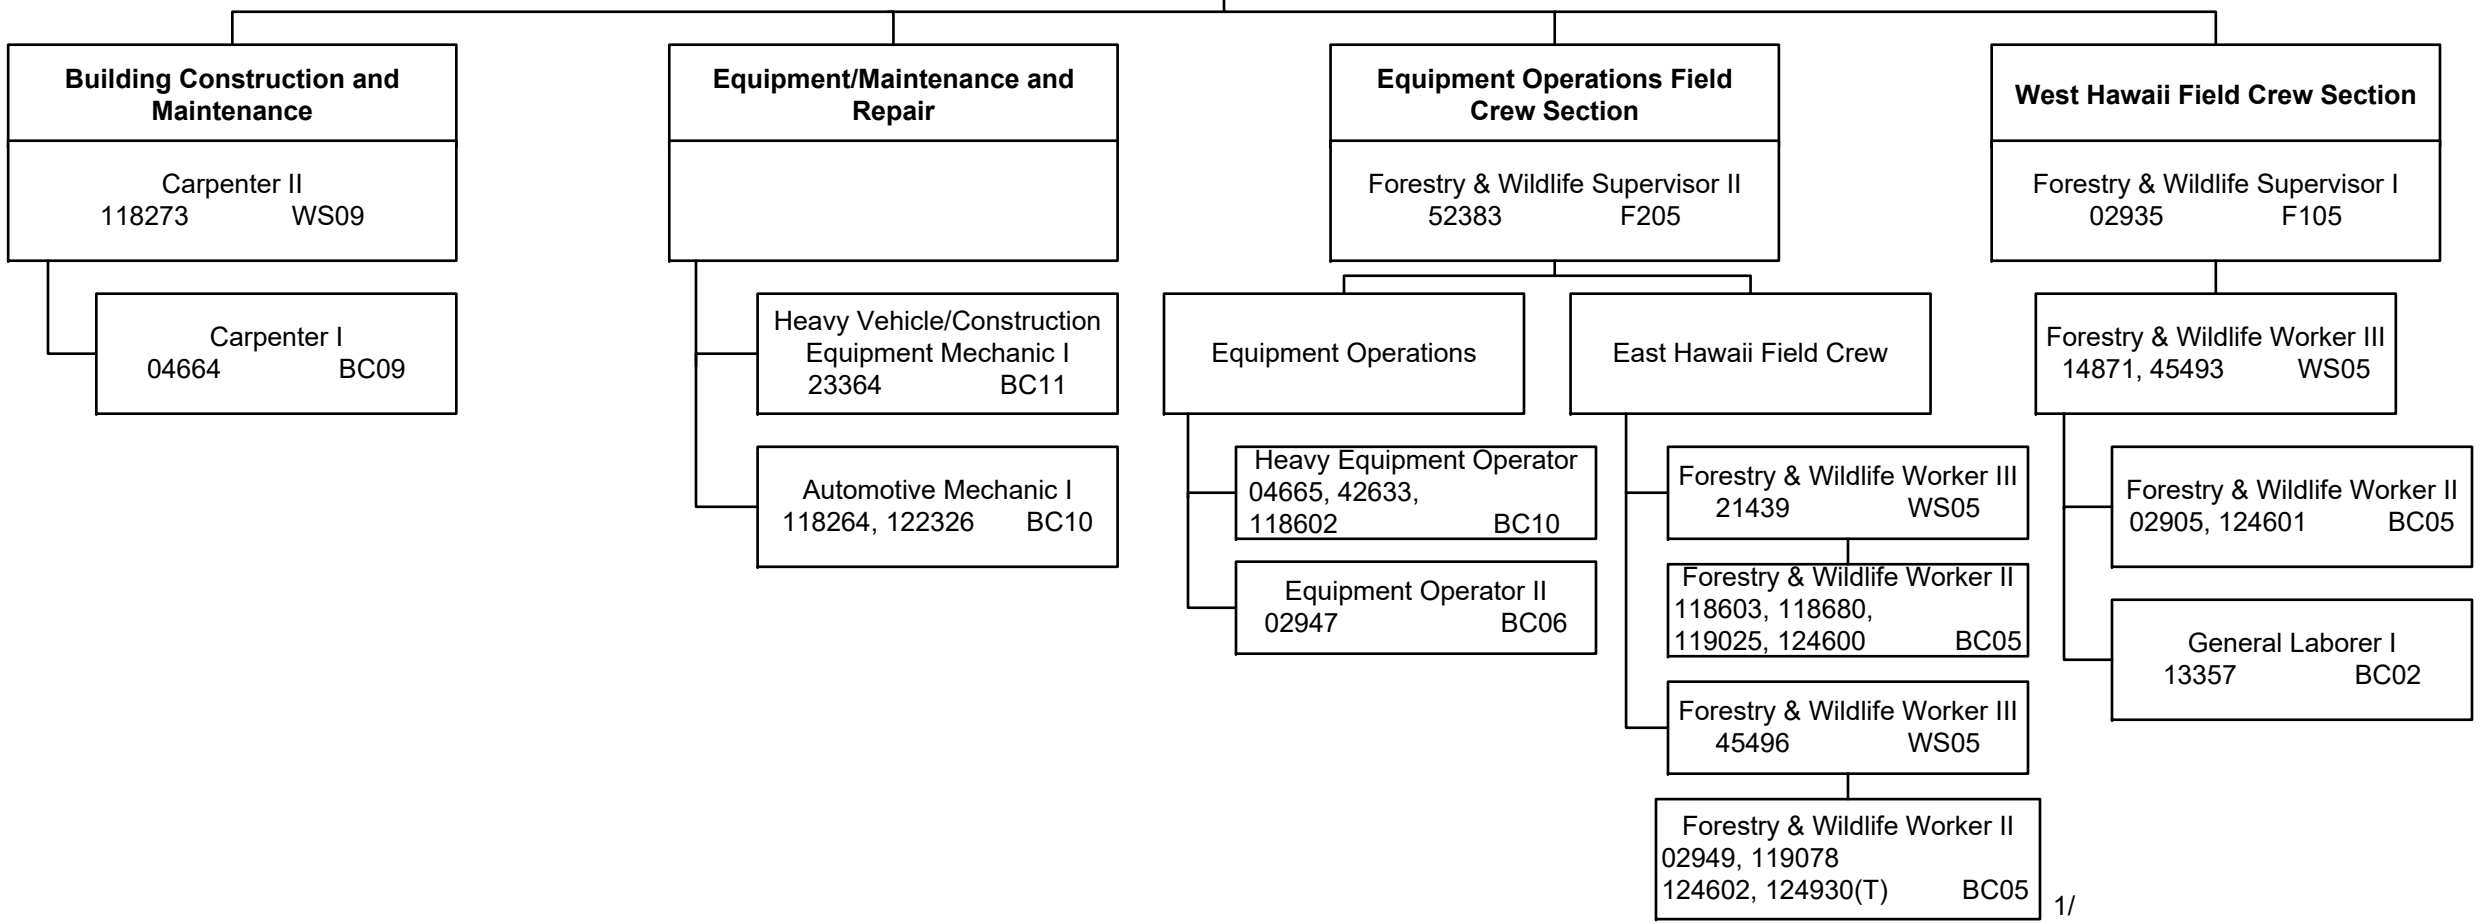 Building Construction and
Maintenance
Carpenter II
118273 WS09
Carpenter I
04664 BC09
Equipment/Maintenance and
Repair
Heavy Vehicle/Construction
Equipment Mechanic I
23364 BC11
Automotive Mechanic I
118264, 122326 BC10
Equipment Operations Field
Crew Section
Forestry & Wildlife Supervisor II
52383 F205
Equipment Operations
Heavy Equipment Operator
04665, 42633,
118602 BC10
Equipment Operator II
02947 BC06
East Hawaii Field Crew
Forestry & Wildlife Worker III
21439 WS05
Forestry & Wildlife Worker II
118603, 118680,
119025, 124600 BC05
Forestry & Wildlife Worker III
45496 WS05
Forestry & Wildlife Worker II
02949, 119078
124602, 124930(T) BC05
1/
West Hawaii Field Crew Section
Forestry & Wildlife Supervisor I
02935 F105
Forestry & Wildlife Worker III
14871, 45493 WS05
Forestry & Wildlife Worker II
02905, 124601 BC05
General Laborer I
13357 BC02